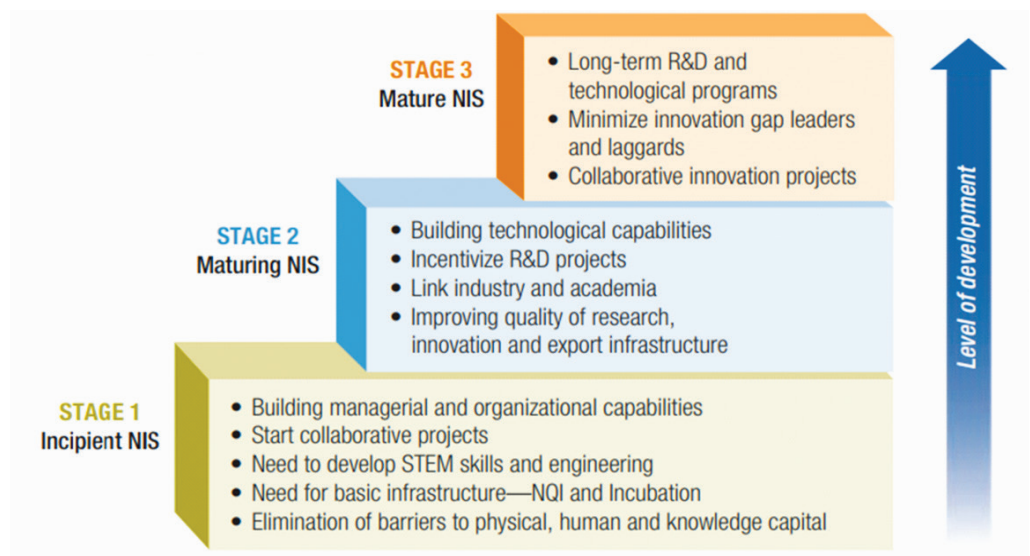 STAGE 3
Mature NIS
• Long-term R&D and
technological programs
• Minimize innovation gap leaders
and laggards
• Collaborative innovation projects
STAGE 2
Maturing NIS
• Building technological capabilities
• Incentivize R&D projects
• Link industry and academia
• Improving quality of research,
innovation and export infrastructure
STAGE 1
Incipient NIS
• Building managerial and organizational capabilities
• Start collaborative projects
• Need to develop STEM skills and engineering
• Need for basic infrastructure—NQI and Incubation
• Elimination of barriers to physical, human and knowledge capital
Level of development